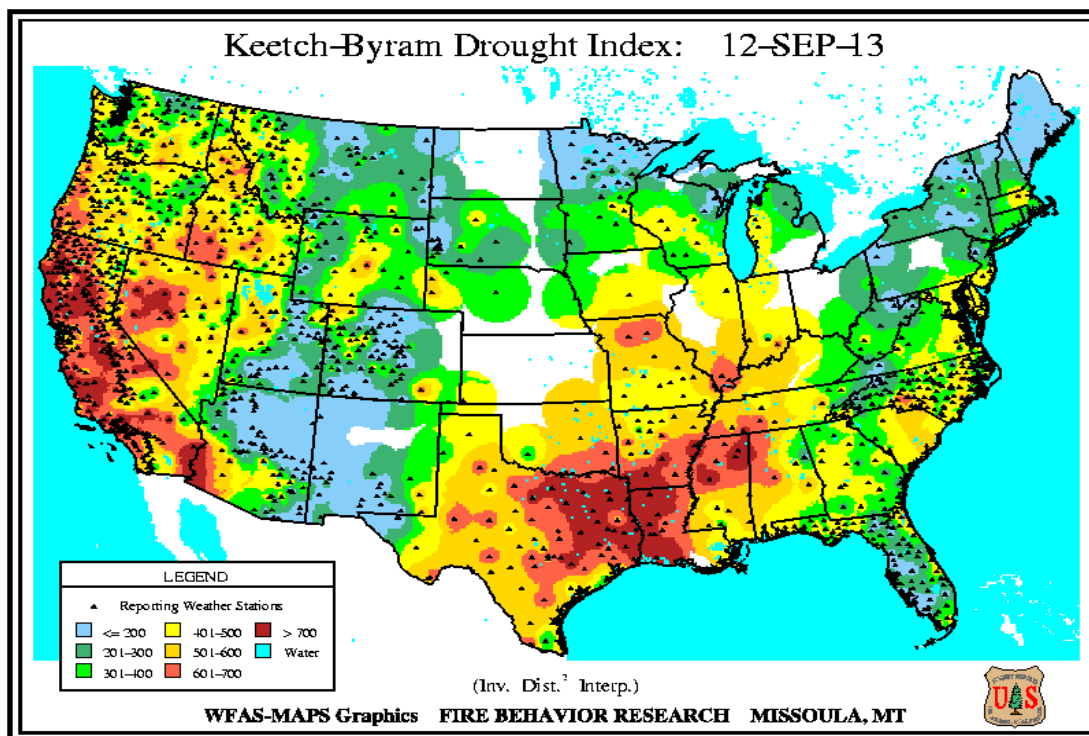 Keetch-Byram Drought Index: 12-SEP-13
LEGEND
Reporting Weather Stations
<= 200
401-500
> 700
201-300
501-600
Water
301-400
601-700
(Inv. Dist.² Interp.)
WFAS-MAPS Graphics FIRE BEHAVIOR RESEARCH MISSOULA, MT
U S